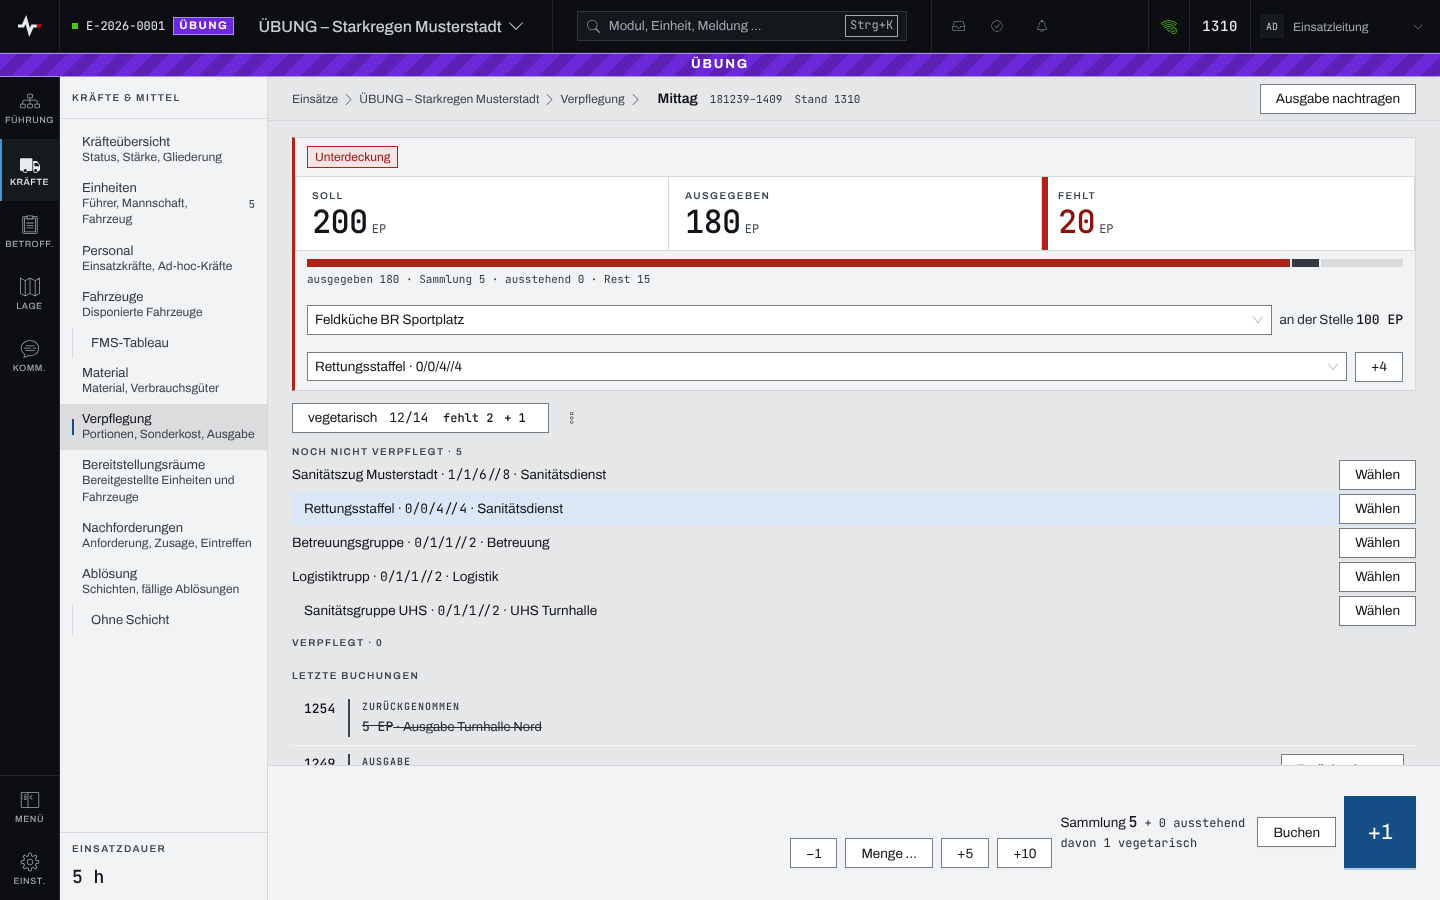 E-2026-0001 ÜBUNG ÜBUNG – Starkregen Musterstadt Modul, Einheit, Meldung ... Strg+K 1310 AD Einsatzleitung
ÜBUNG
FÜHRUNG
KRÄFTE
BETROFF.
LAGE
KOMM.
MENÜ
EINST.
KRÄFTE & MITTEL
Kräfteübersicht
Status, Stärke, Gliederung
Einheiten
Führer, Mannschaft, 5
Fahrzeug
Personal
Einsatzkräfte, Ad-hoc-Kräfte
Fahrzeuge
Disponierte Fahrzeuge
FMS-Tableau
Material
Material, Verbrauchsgüter
Verpflegung
Portionen, Sonderkost, Ausgabe
Bereitstellungsräume
Bereitgestellte Einheiten und
Fahrzeuge
Nachforderungen
Anforderung, Zusage, Eintreffen
Ablösung
Schichten, fällige Ablösungen
Ohne Schicht
EINSATZDAUER
5 h
Einsätze ÜBUNG – Starkregen Musterstadt Verpflegung Mittag 181239–1409 Stand 1310 Ausgabe nachtragen
Unterdeckung
SOLL AUSGEGEBEN FEHLT
200 EP 180 EP 20 EP
ausgegeben 180 · Sammlung 5 · ausstehend 0 · Rest 15
Feldküche BR Sportplatz an der Stelle 100 EP
Rettungsstaffel · 0/0/4//4 +4
vegetarisch 12/14 fehlt 2 + 1
NOCH NICHT VERPFLEGT · 5
Sanitätszug Musterstadt · 1/1/6//8 · Sanitätsdienst Wählen
Rettungsstaffel · 0/0/4//4 · Sanitätsdienst Wählen
Betreuungsgruppe · 0/1/1//2 · Betreuung Wählen
Logistiktrupp · 0/1/1//2 · Logistik Wählen
Sanitätsgruppe UHS · 0/1/1//2 · UHS Turnhalle Wählen
VERPFLEGT · 0
LETZTE BUCHUNGEN
1254 ZURÜCKGENOMMEN
5 EP · Ausgabe Turnhalle Nord
1249 AUSGABE
−1 Menge ... +5 +10
Sammlung 5 + 0 ausstehend
davon 1 vegetarisch
Buchen +1